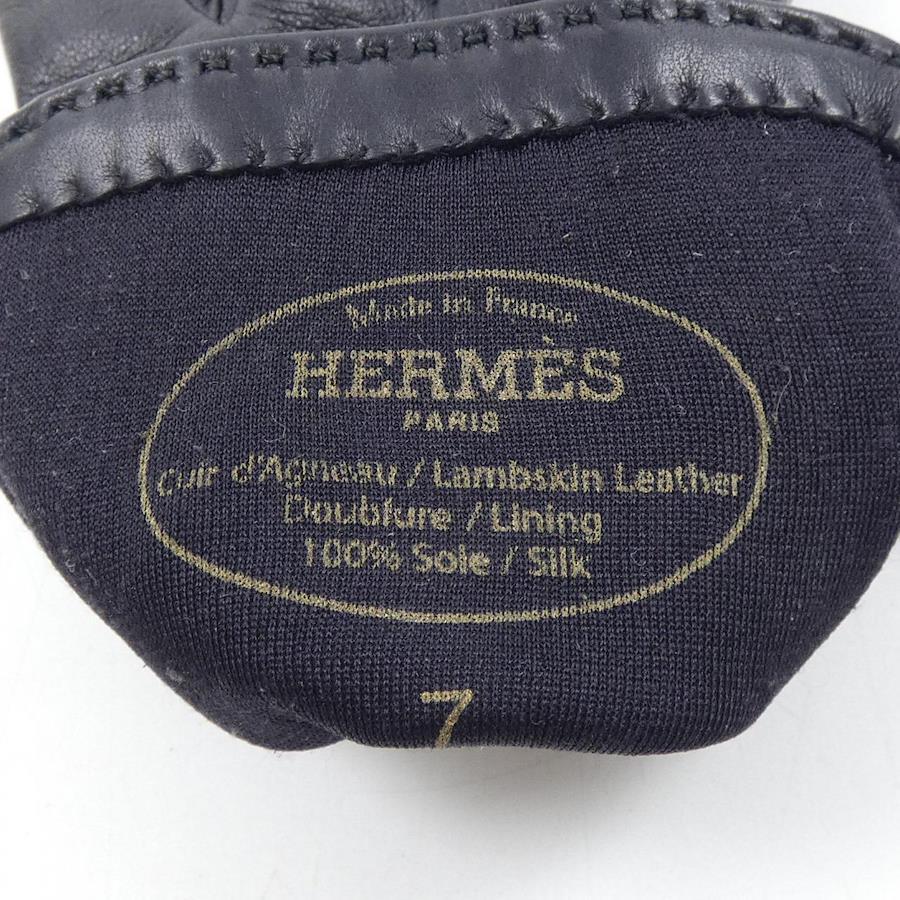 Made in France
HERMÈS
PARIS
Cuir d'Agneau / Lambskin Leather
Doublure / Lining
100% Soie / Silk
7